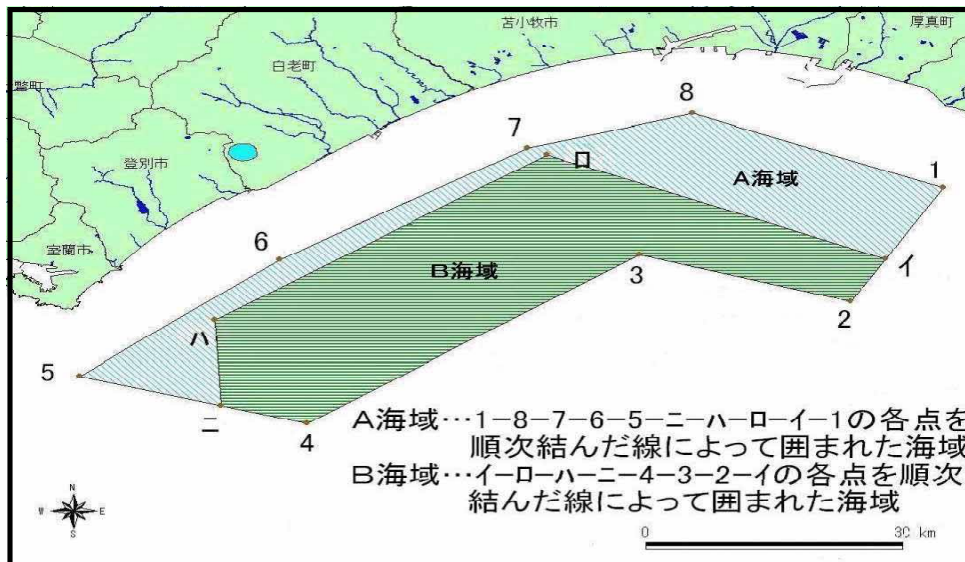 苫小牧市
厚真町
白老町
瞥町
登別市
室蘭市
8
7
ロ
A海域
1
6
B海域
3
イ
2
ハ
5
ニ
4
A海域…1-8-7-6-5-ニ-ハ-ロ-イ-1の各点を
順次結んだ線によって囲まれた海域
B海域…イ-ロ-ハ-ニ-4-3-2-イの各点を順次
結んだ線によって囲まれた海域
N
W E
S
0 30 km